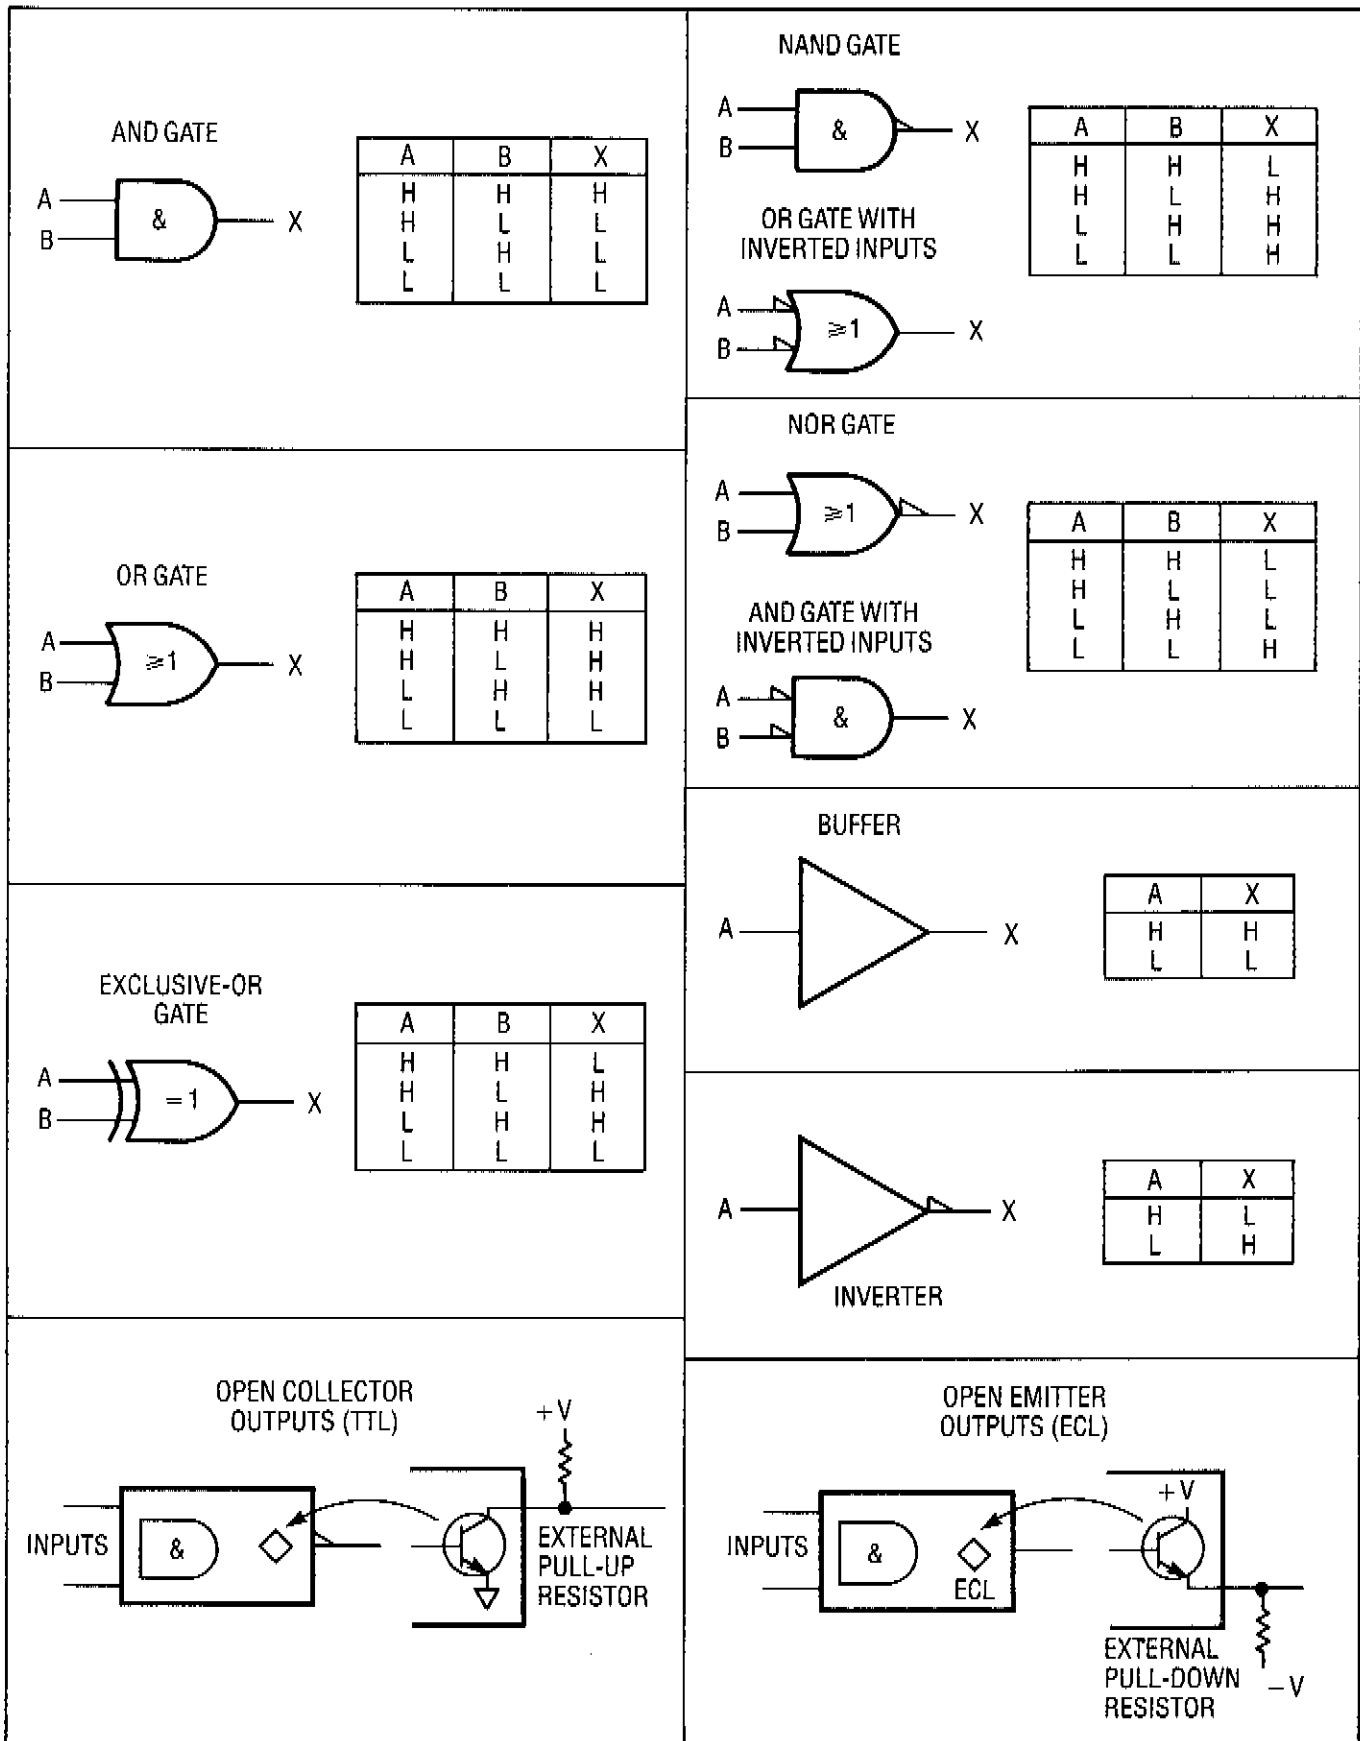 AND GATE
A
B
&
X
A B X
H H H
H L L
L H L
L L L
OR GATE
A
B
≥1
X
A B X
H H H
H L H
L H H
L L L
EXCLUSIVE-OR
GATE
A
B
=1
X
A B X
H H L
H L H
L H H
L L L
OPEN COLLECTOR
OUTPUTS (TTL)
+V
INPUTS
&
EXTERNAL
PULL-UP
RESISTOR
NAND GATE
A
B
&
X
OR GATE WITH
INVERTED INPUTS
A
B
≥1
X
A B X
H H L
H L H
L H H
L L H
NOR GATE
A
B
≥1
X
AND GATE WITH
INVERTED INPUTS
A
B
&
X
A B X
H H L
H L L
L H L
L L H
BUFFER
A
X
A X
H H
L L
A
X
INVERTER
A X
H L
L H
OPEN EMITTER
OUTPUTS (ECL)
+V
INPUTS
&
ECL
EXTERNAL
PULL-DOWN
RESISTOR
−V